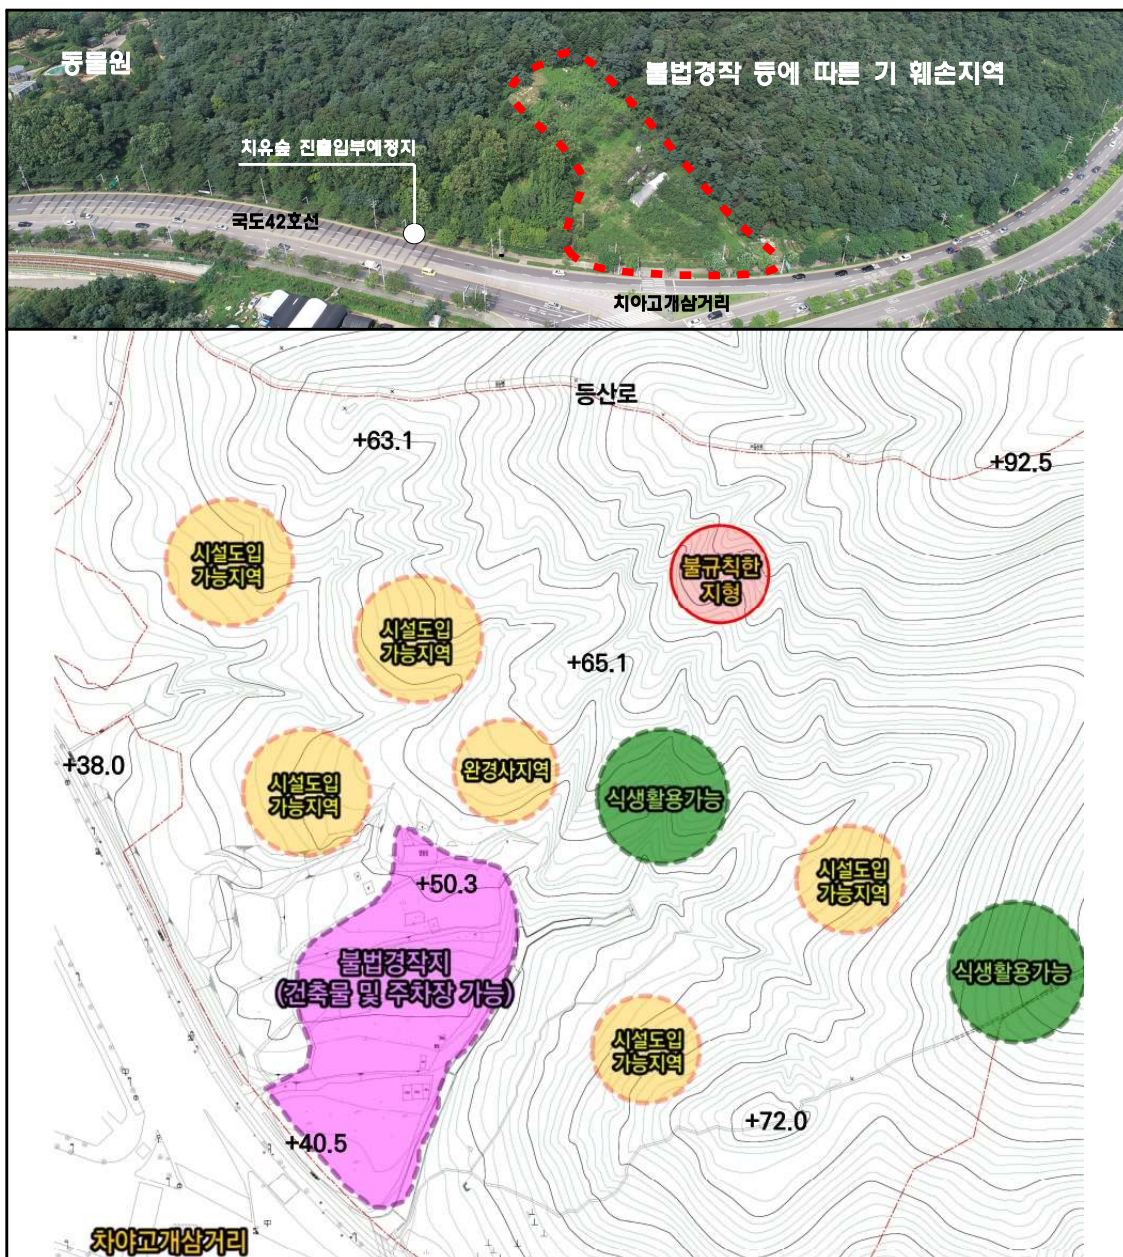 동물원
불법경작 등에 따른 기 훼손지역
치유숲 진출입부예정지
국도42호선
치야고개삼거리
등산로
+63.1
+92.5
시설도입
가능지역
불규칙한
지형
시설도입
가능지역
+65.1
+38.0
시설도입
가능지역
완경사지역
식생활용가능
시설도입
가능지역
+50.3
불법경작지
(건축물 및 주차장 가능)
식생활용가능
시설도입
가능지역
+72.0
+40.5
차야고개삼거리